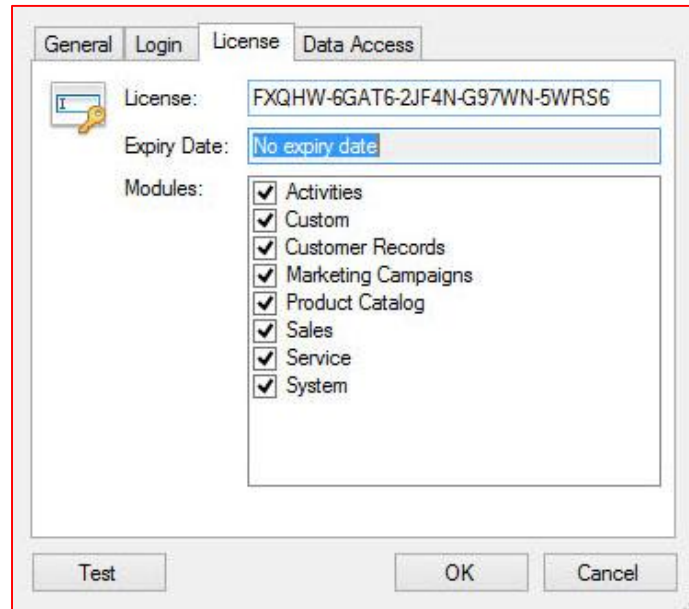 General Login License Data Access
License: FXQHW-6GAT6-2JF4N-G97WN-5WRS6
Expiry Date: No expiry date
Modules:
Activities
Custom
Customer Records
Marketing Campaigns
Product Catalog
Sales
Service
System
Test OK Cancel